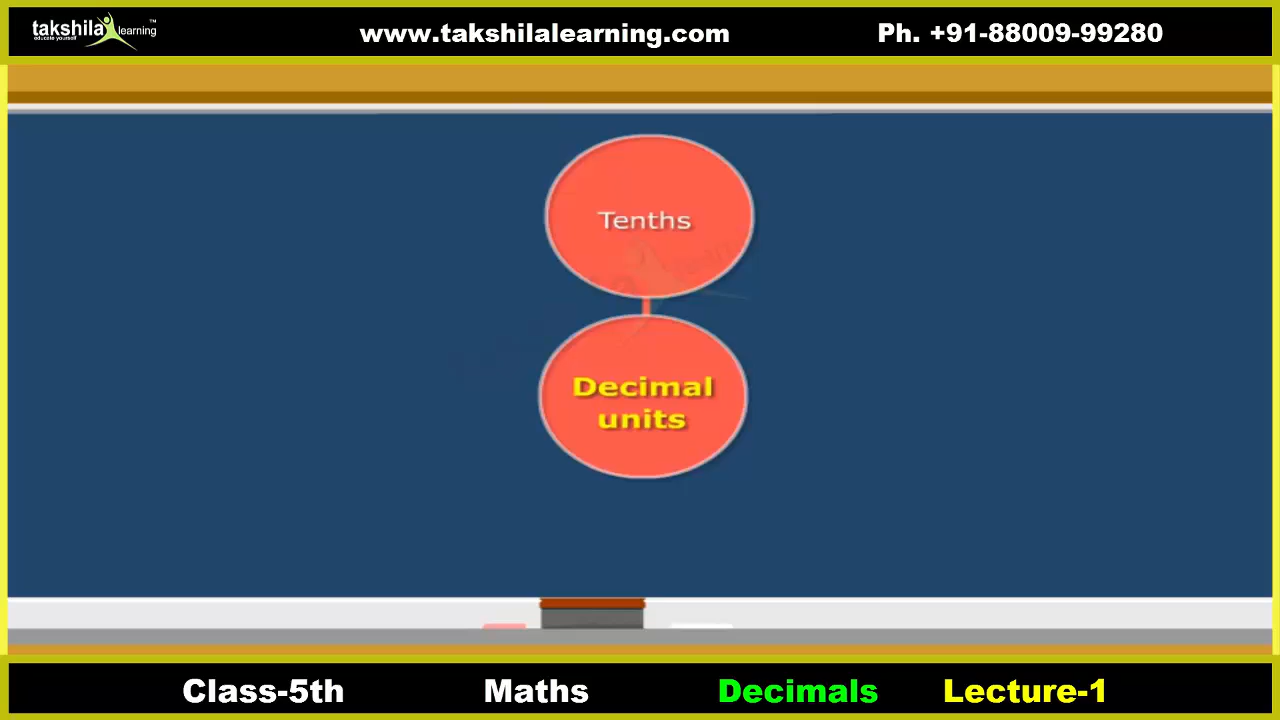 takshila learning™
educate yourself
www.takshilalearning.com
Ph. +91-88009-99280
Tenths
Decimal
units
Class-5th Maths Decimals Lecture-1